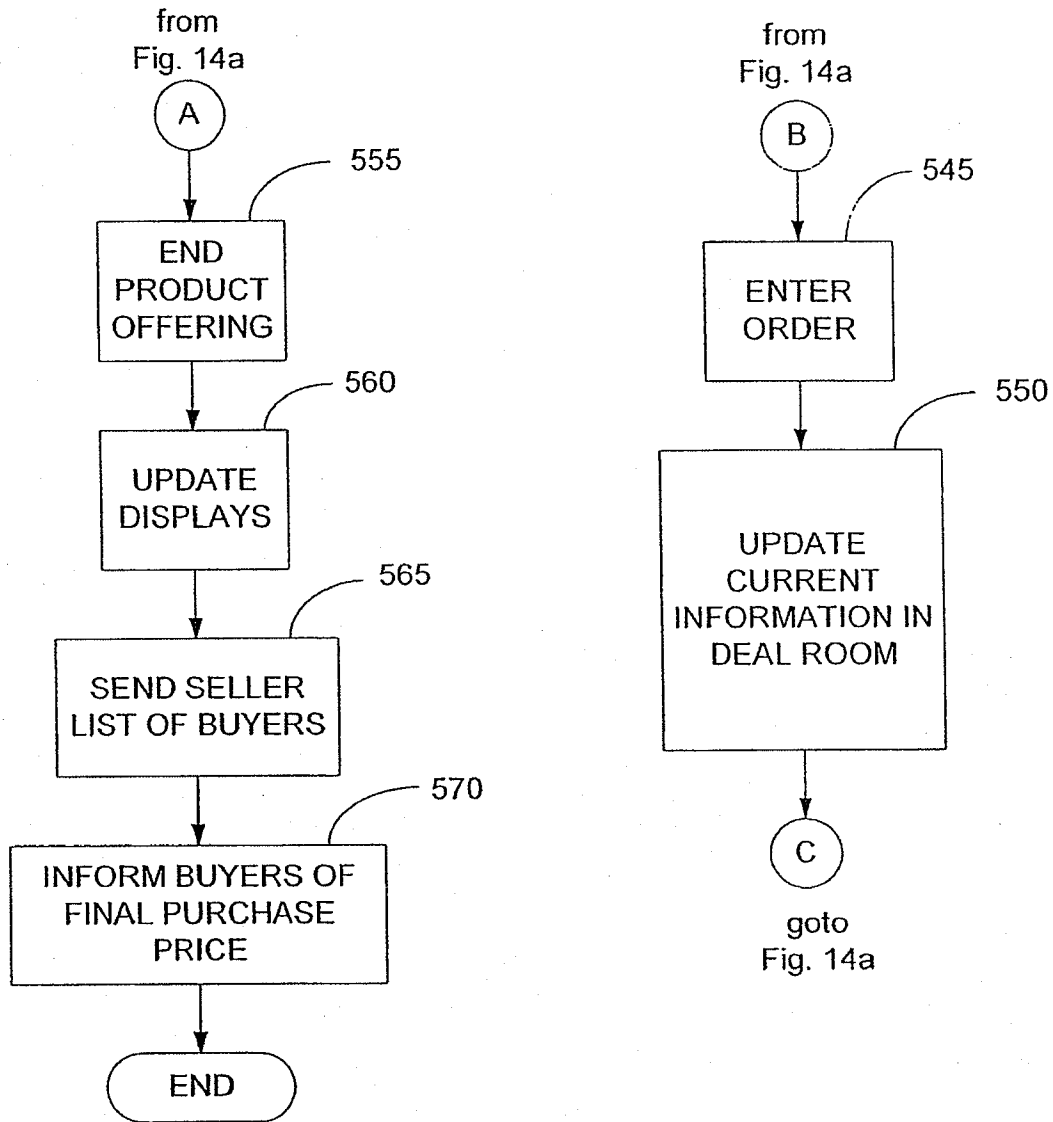 from
Fig. 14a
A
555
END
PRODUCT
OFFERING
560
UPDATE
DISPLAYS
565
SEND SELLER
LIST OF BUYERS
570
INFORM BUYERS OF
FINAL PURCHASE
PRICE
END
from
Fig. 14a
B
545
ENTER
ORDER
550
UPDATE
CURRENT
INFORMATION IN
DEAL ROOM
C
goto
Fig. 14a